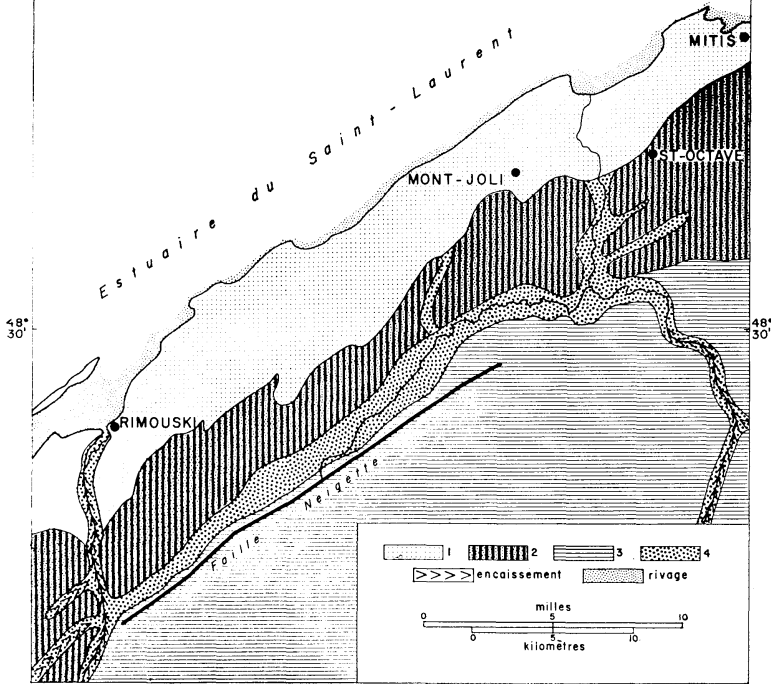 MITIS
Estuaire du Saint-Laurent
ST-OCTAVE
MONT-JOLI
48°
30'
48°
30'
RIMOUSKI
Faille Neigette
1 2 3 4
encaissement rivage
milles
0 5 10
0 5 10
kilomètres